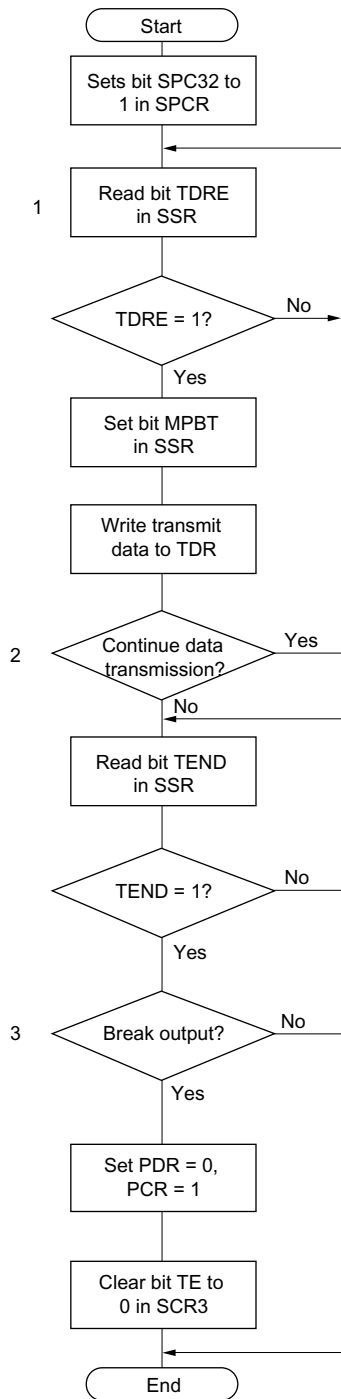 Start
Sets bit SPC32 to
1 in SPCR
1
Read bit TDRE
in SSR
TDRE = 1?
No
Yes
Set bit MPBT
in SSR
Write transmit
data to TDR
2
Continue data
transmission?
Yes
No
Read bit TEND
in SSR
TEND = 1?
No
Yes
3
Break output?
No
Yes
Set PDR = 0,
PCR = 1
Clear bit TE to
0 in SCR3
End